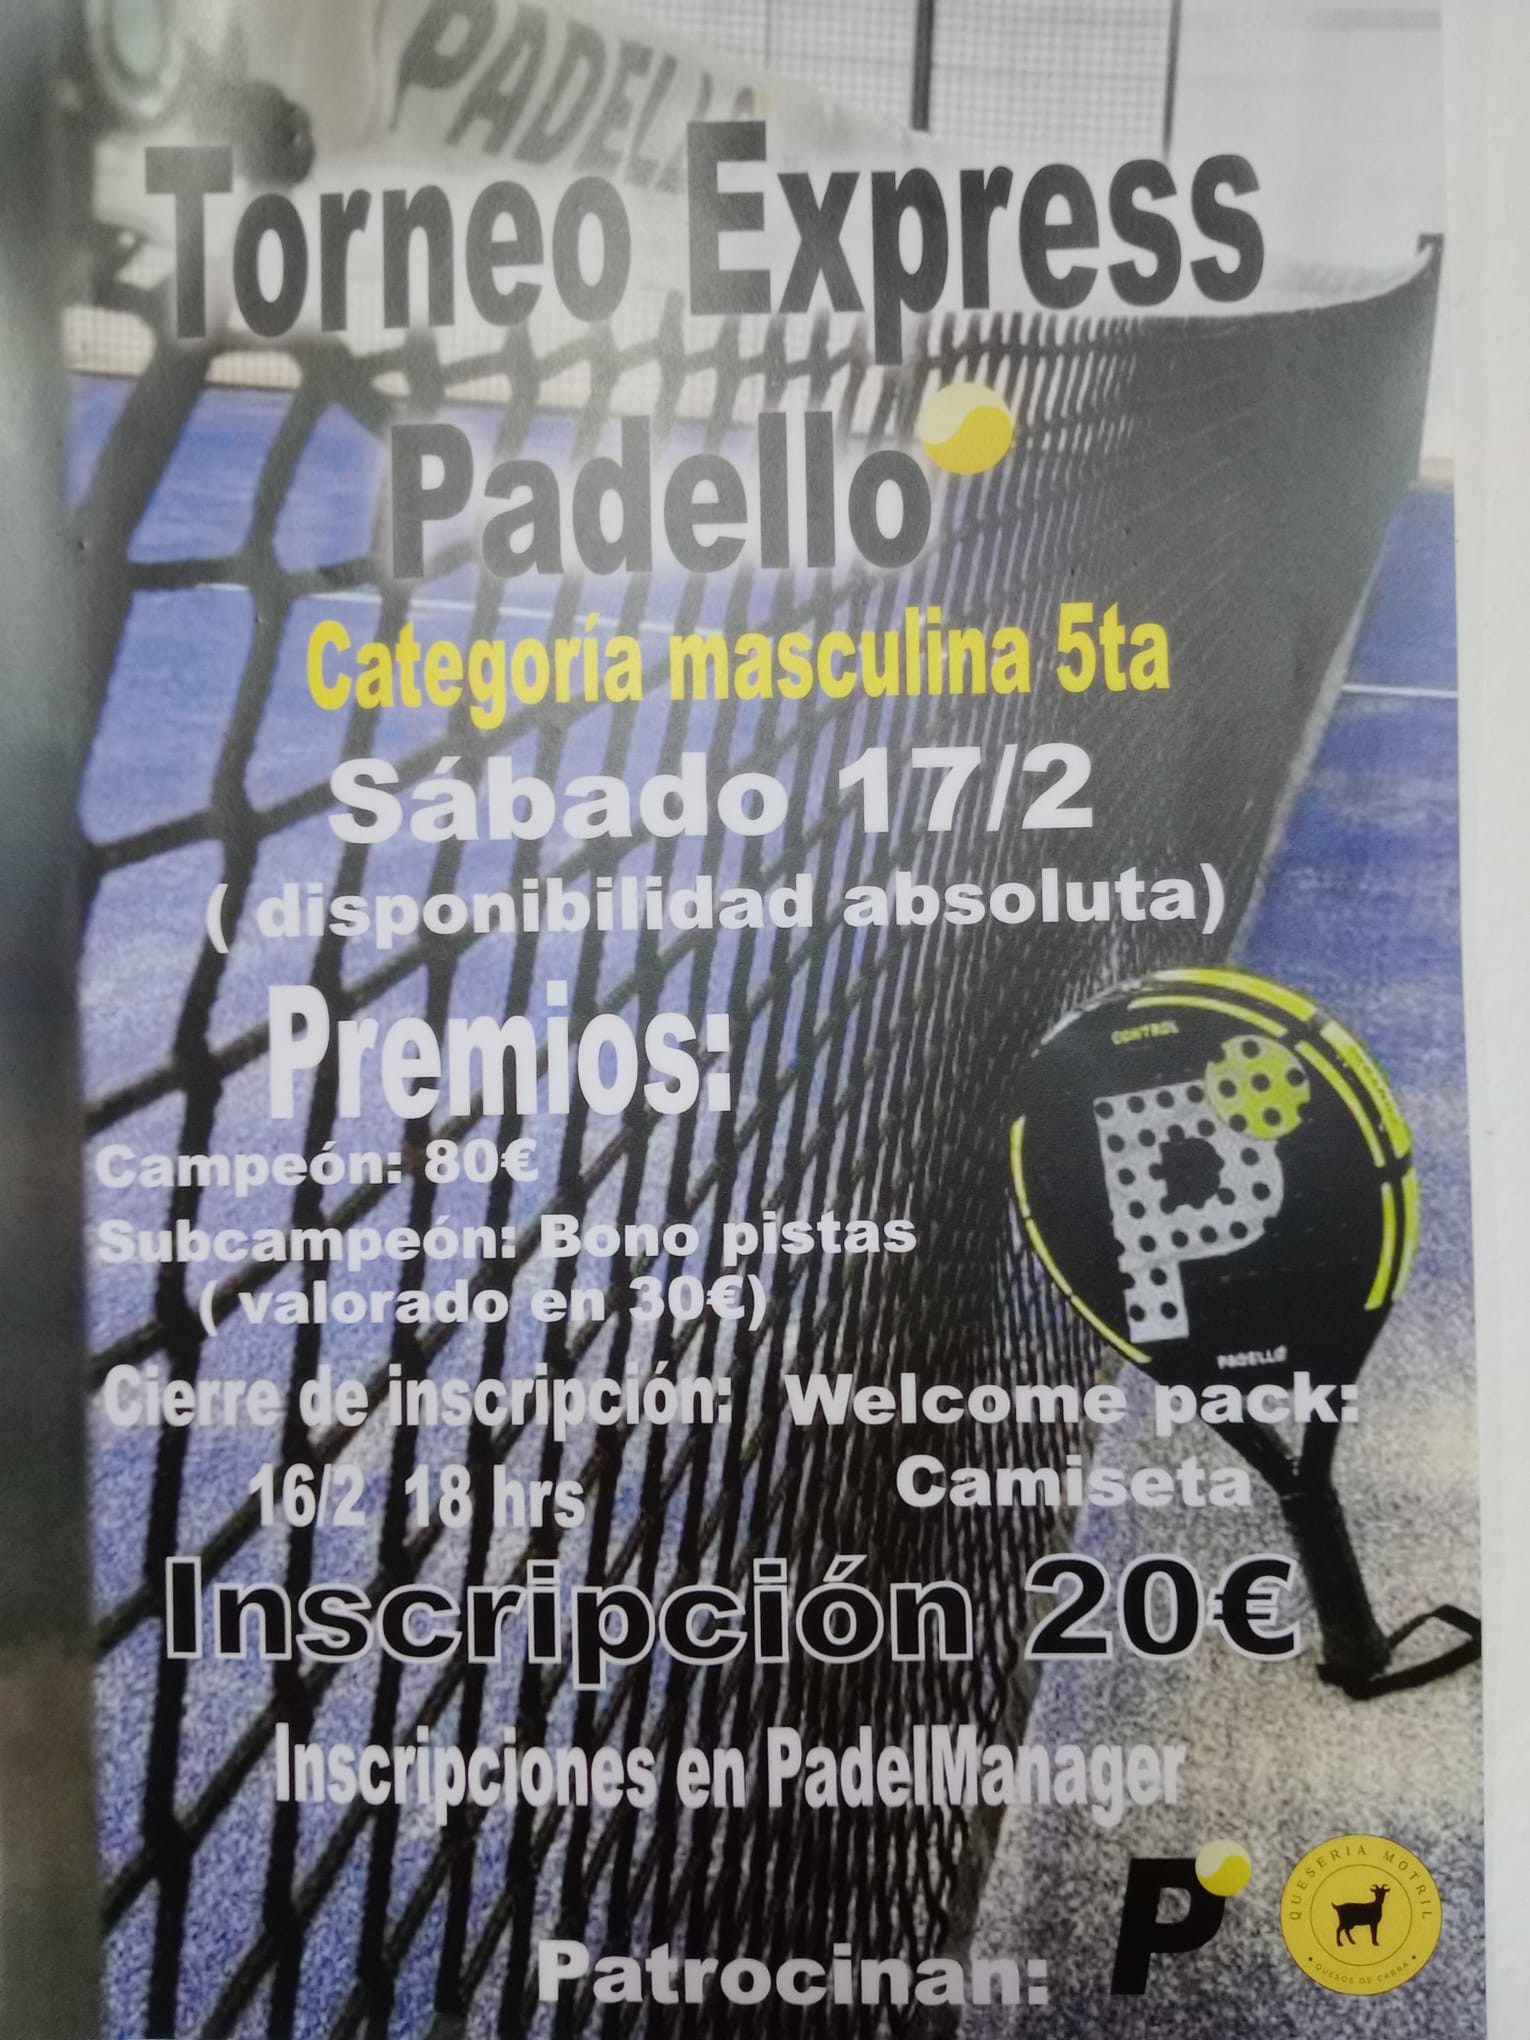 PADELLO
Torneo Express
Padello
Categoría masculina 5ta
Sábado 17/2
( disponibilidad absoluta)
Premios:
Campeón: 80€
Subcampeón: Bono pistas
( valorado en 30€)
CONTROL
PADELLO
Cierre de inscripción:
16/2 18 hrs
Welcome pack:
Camiseta
Inscripción 20€
Inscripciones en PadelManager
Patrocinan:
P
QUESERIA MOTRIL
QUESOS DE CABRA